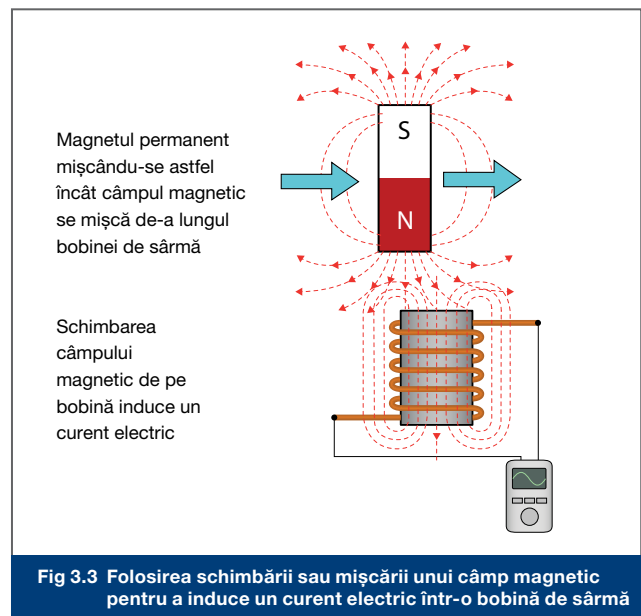 Magnetul permanent
mișcându-se astfel
încât câmpul magnetic
se mișcă de-a lungul
bobinei de sârmă
S
N
Schimbarea
câmpului
magnetic de pe
bobină induce un
curent electric
Fig 3.3 Folosirea schimbării sau mișcării unui câmp magnetic
pentru a induce un curent electric într-o bobină de sârmă